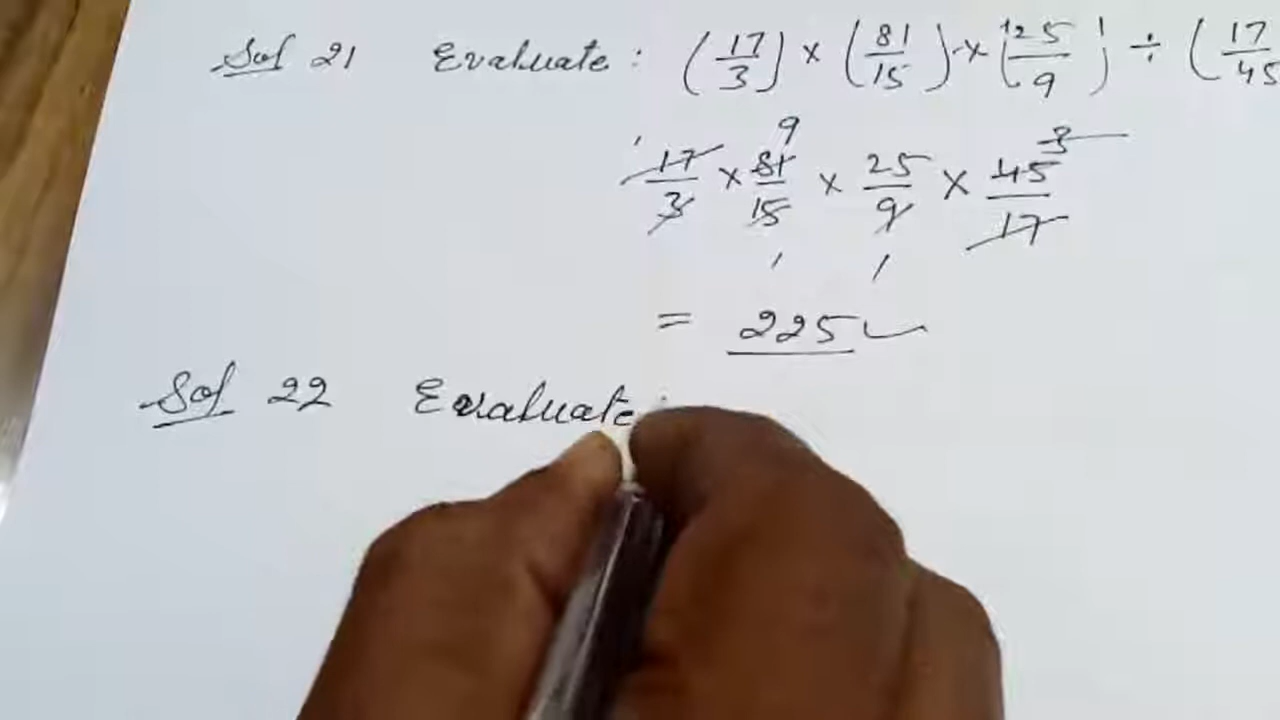 Sol 21 Evaluate : (17/3) × (81/15) × (125/9) ÷ (17/45
17/3 × 81/15 × 25/9 × 45/17
= 225
Sol 22 Evaluate :